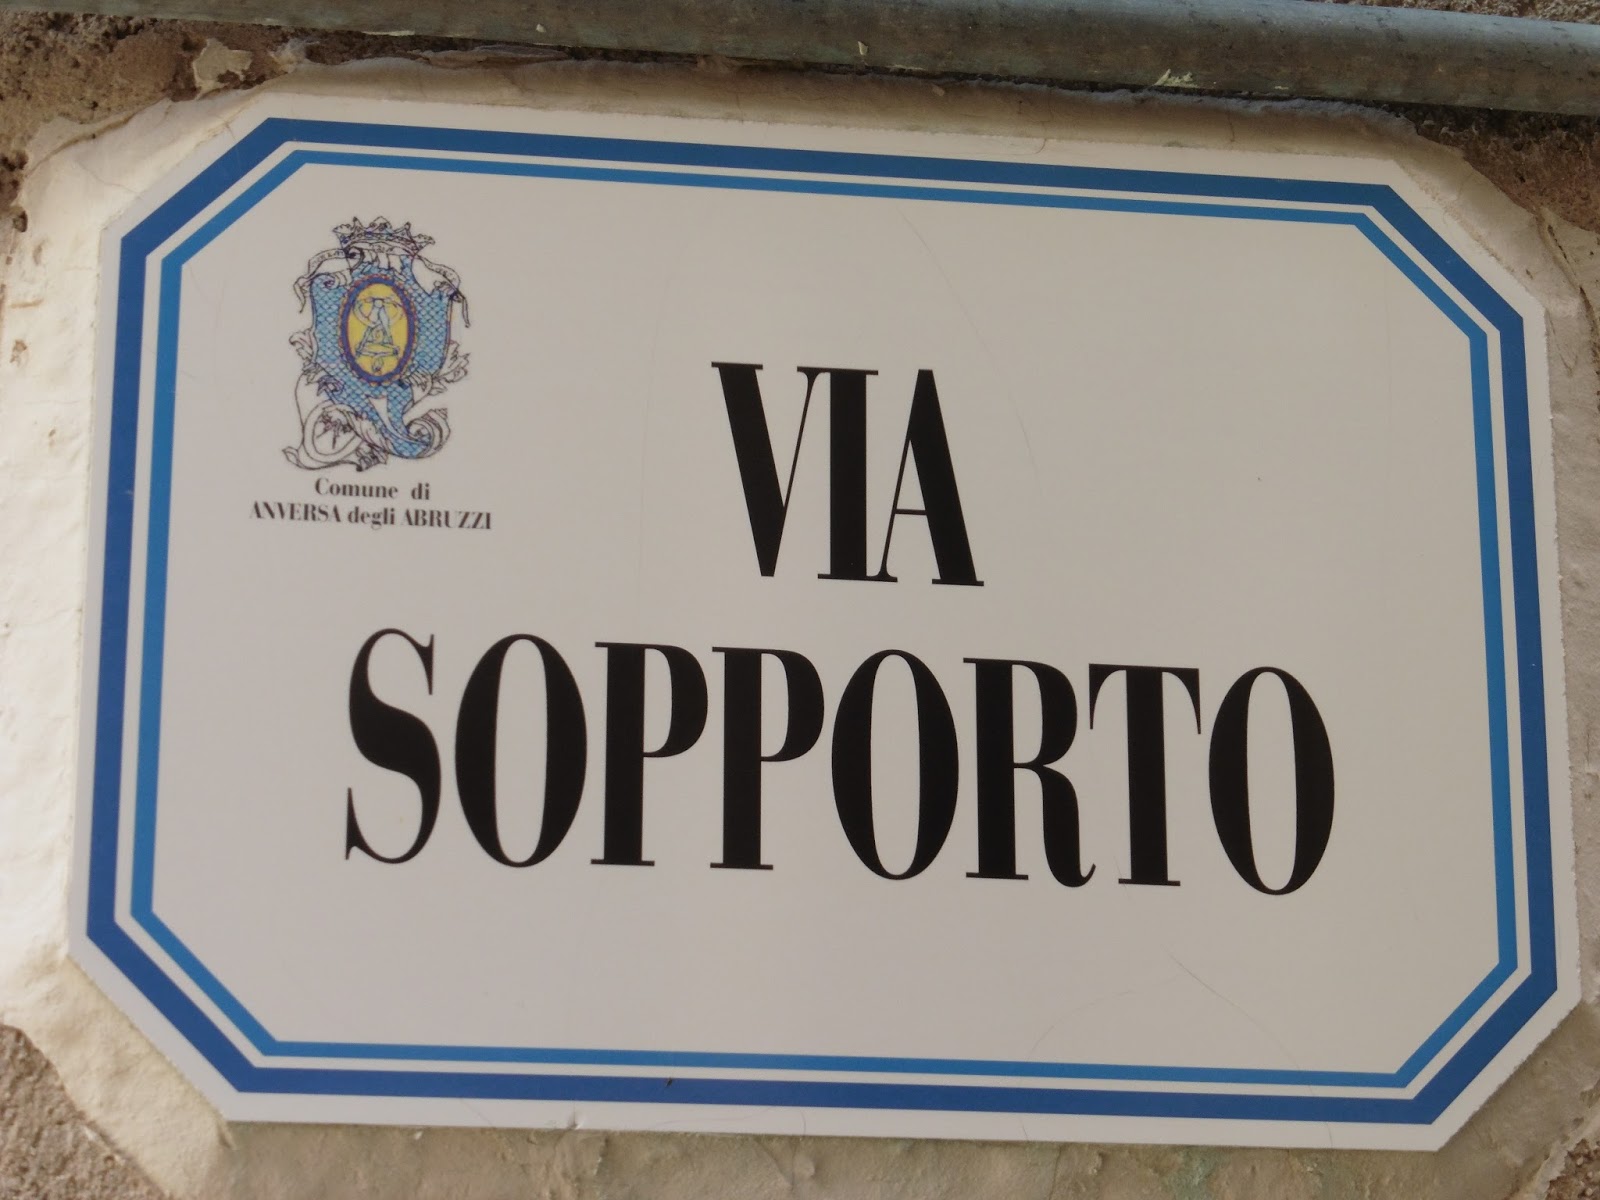 Comune di
ANVERSA degli ABRUZZI
VIA
SOPPORTO